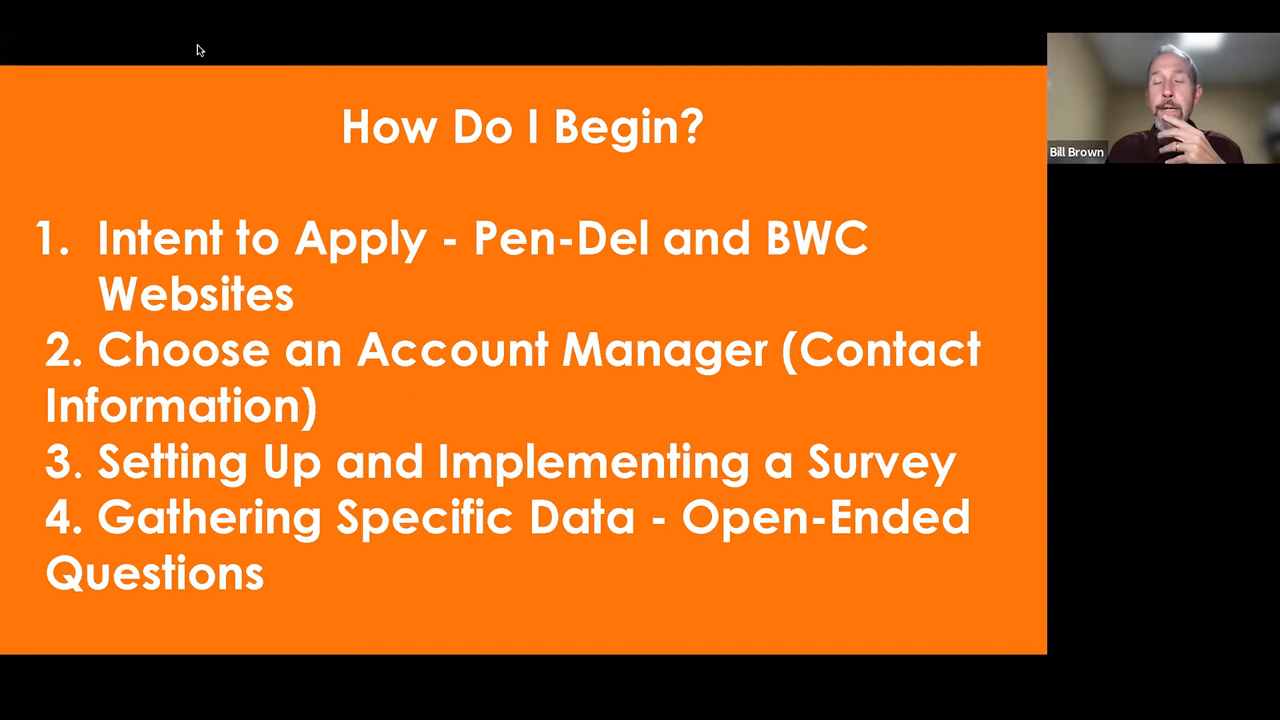 How Do I Begin?
1. Intent to Apply - Pen-Del and BWC
Websites
2. Choose an Account Manager (Contact
Information)
3. Setting Up and Implementing a Survey
4. Gathering Specific Data - Open-Ended
Questions
Bill Brown